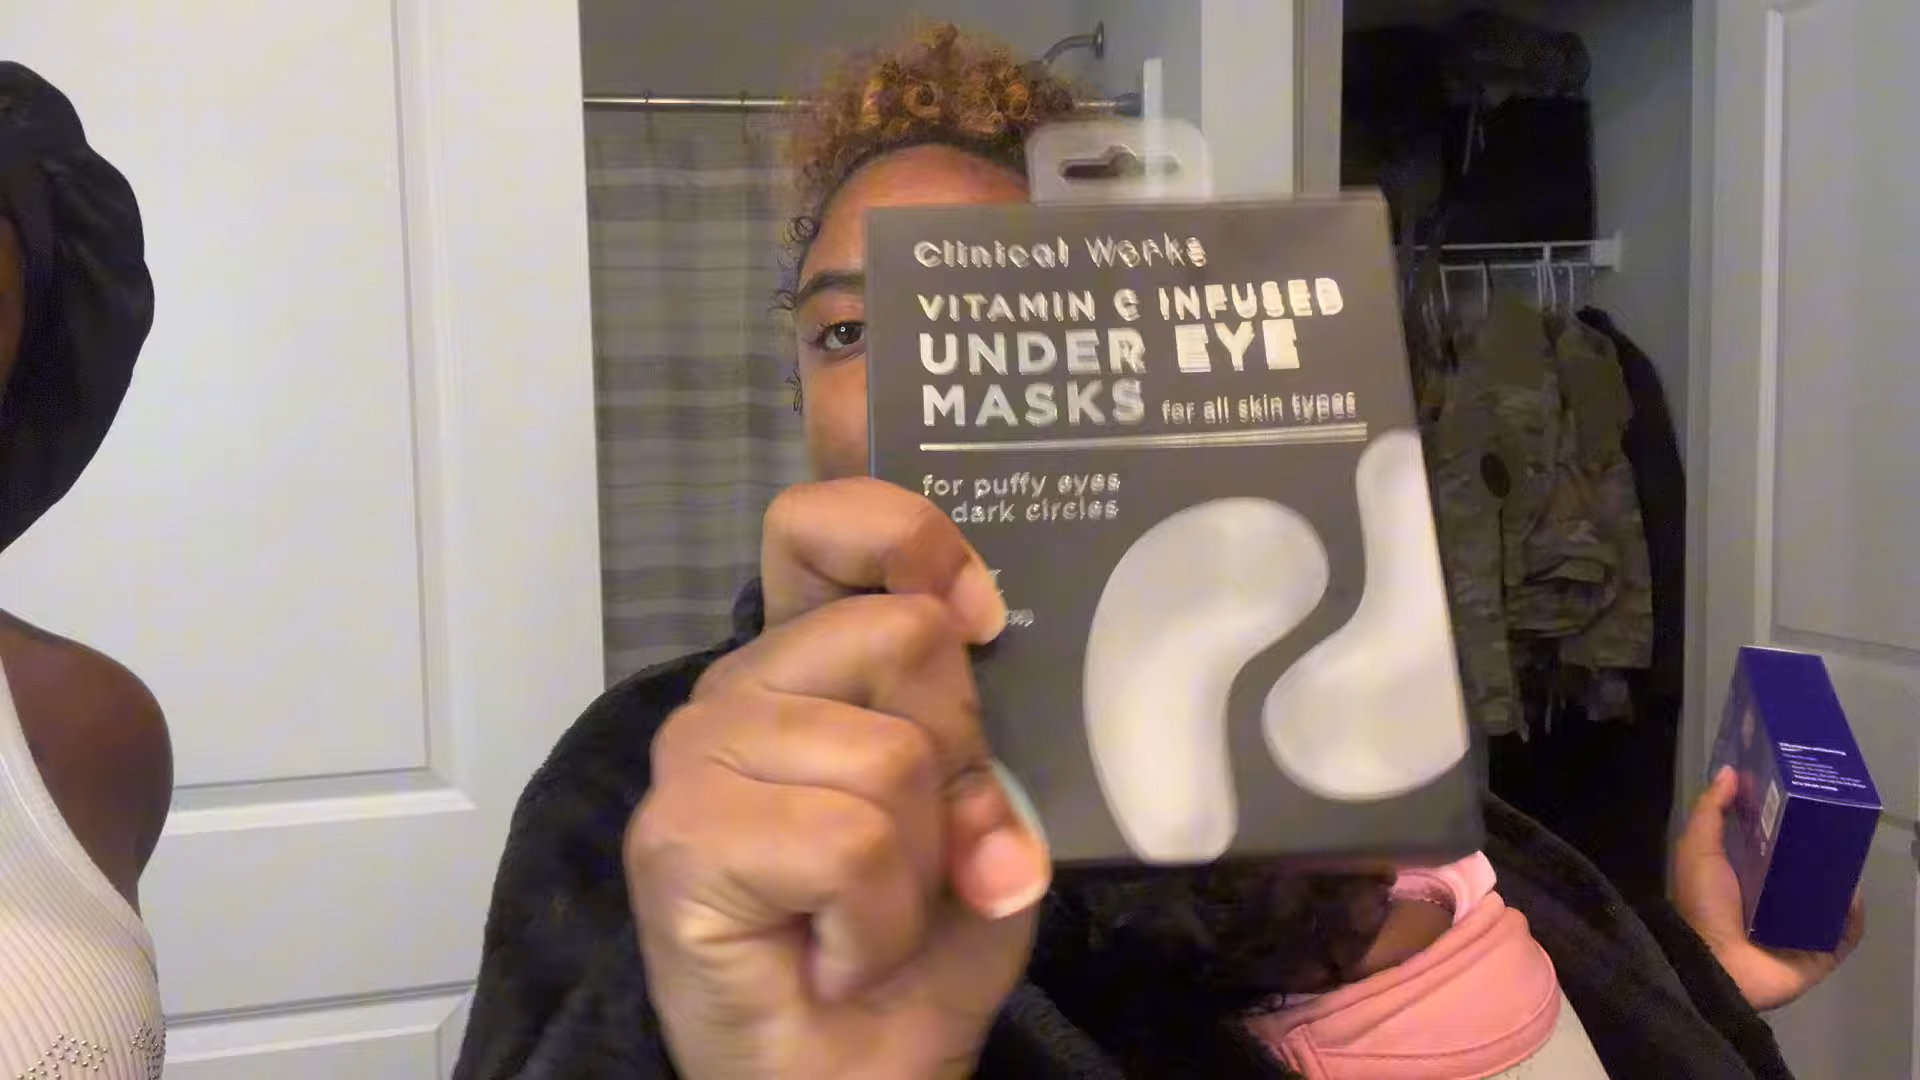 Clinical Works
VITAMIN C INFUSED
UNDER EYE
MASKS for all skin types
for puffy eyes
dark circles